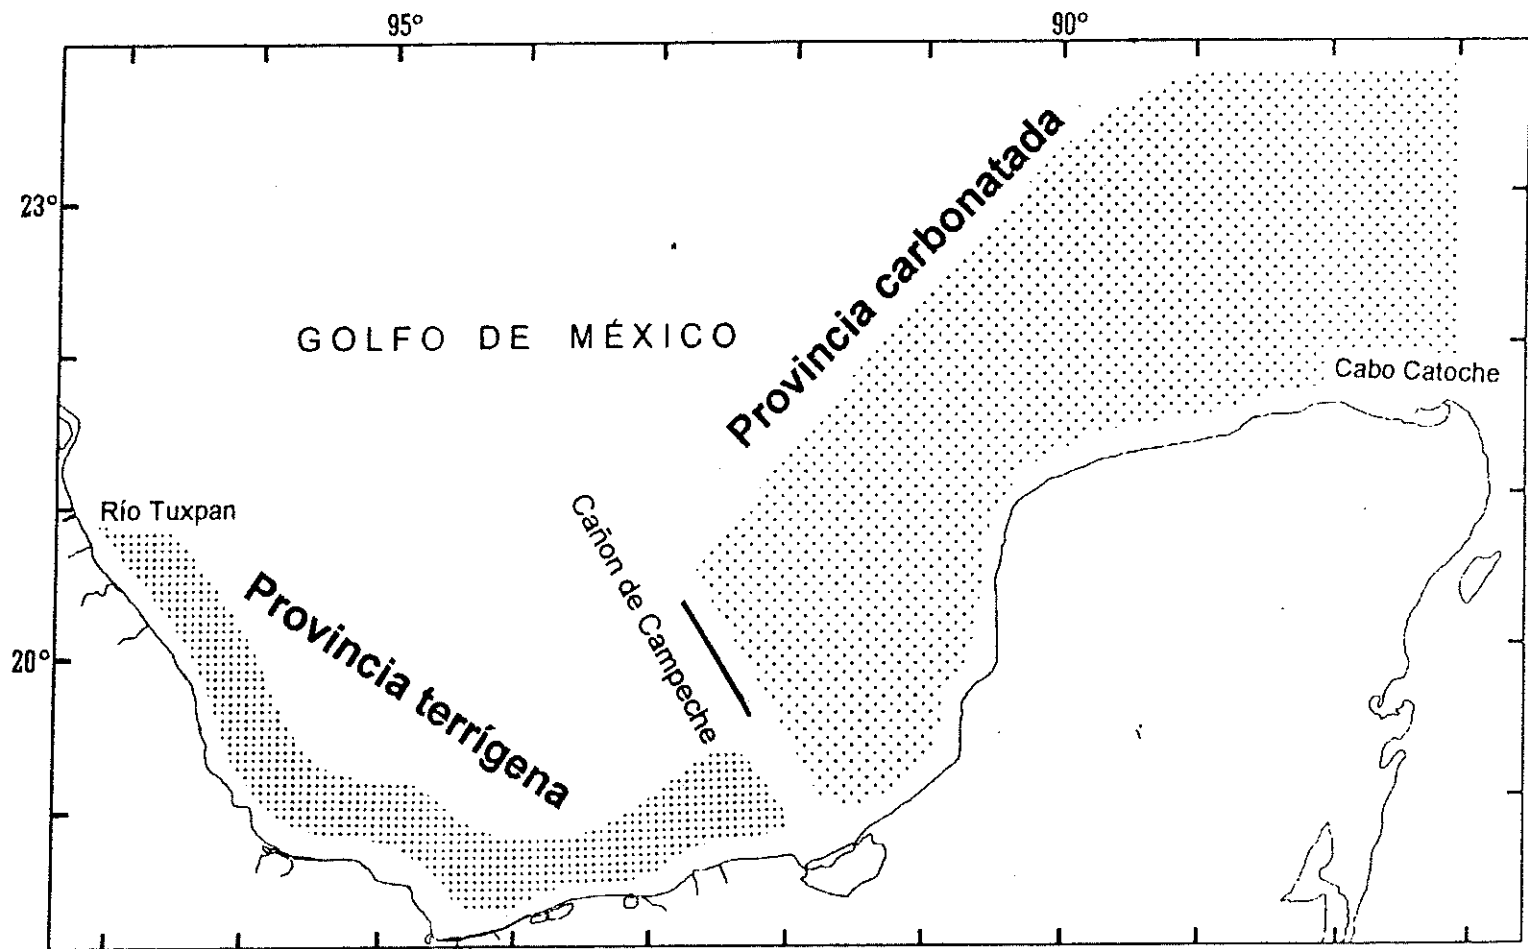 95°
90°
23°
Provincia carbonatada
GOLFO DE MÉXICO
Cabo Catoche
Río Tuxpan
Cañon de Campeche
Provincia terrígena
20°